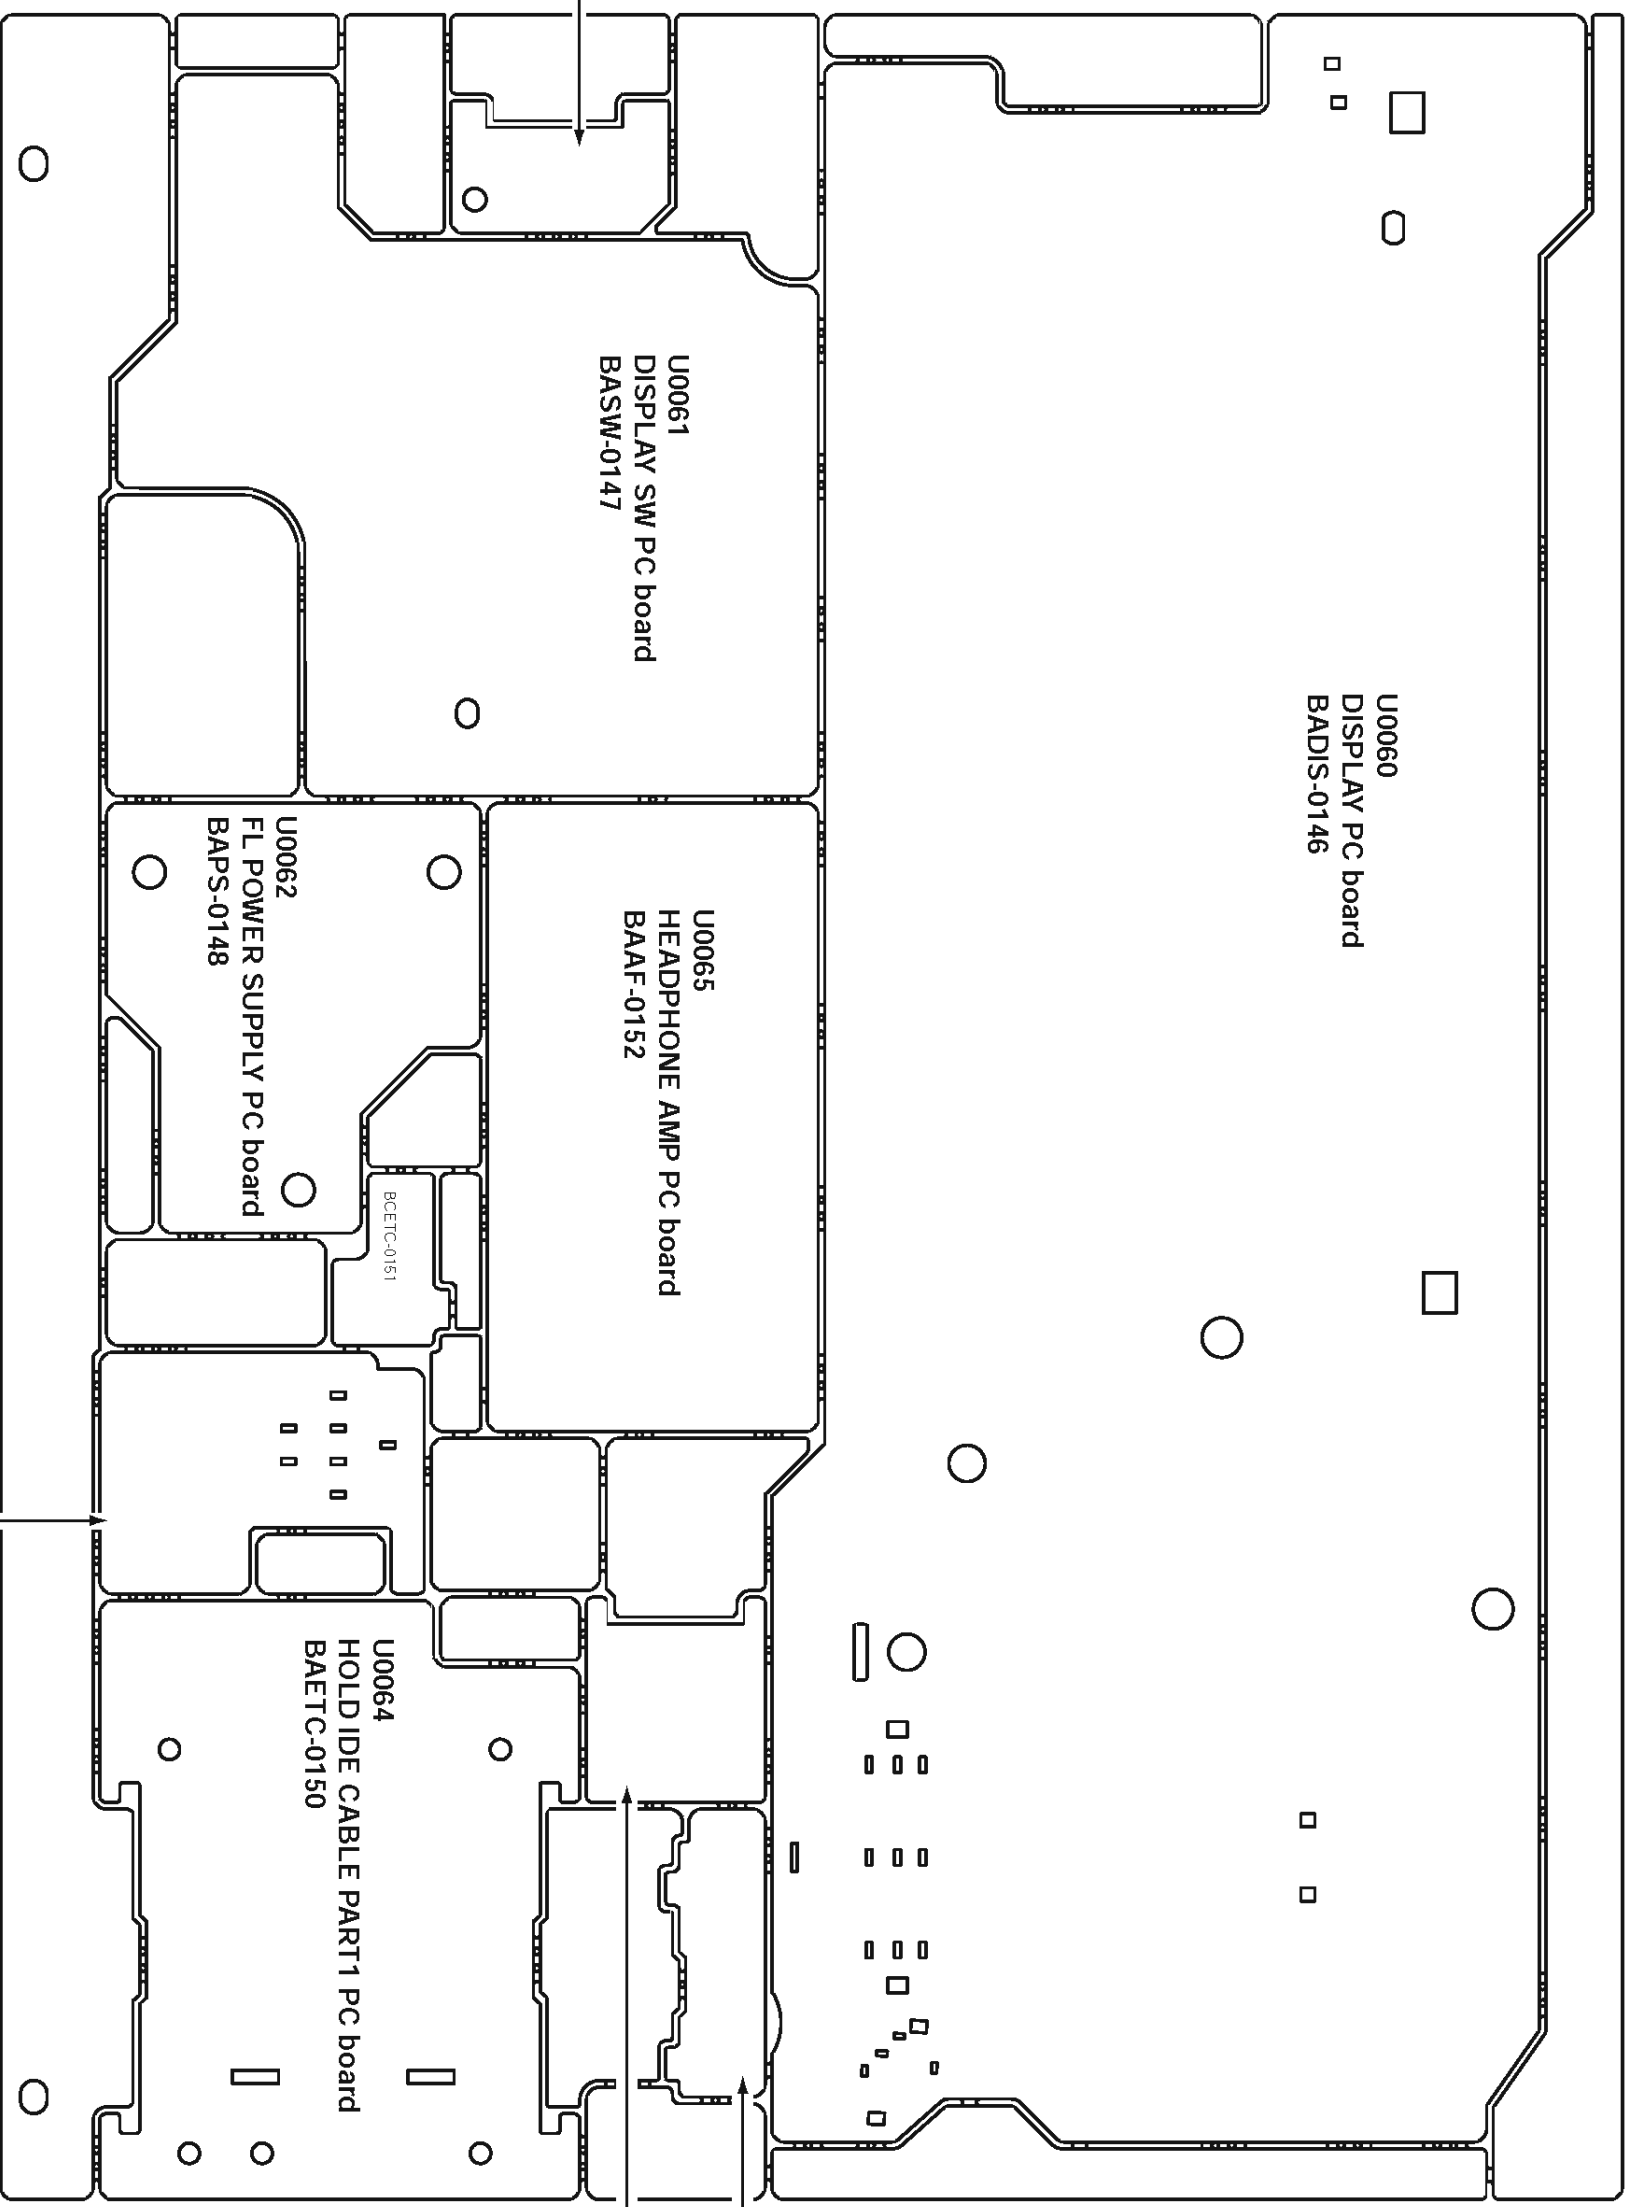 U0060
DISPLAY PC board
BADIS-0146
U0061
DISPLAY SW PC board
BASW-0147
U0065
HEADPHONE AMP PC board
BAAF-0152
U0062
FL POWER SUPPLY PC board
BAPS-0148
BCETC-0151
U0064
HOLD IDE CABLE PART1 PC board
BAETC-0150